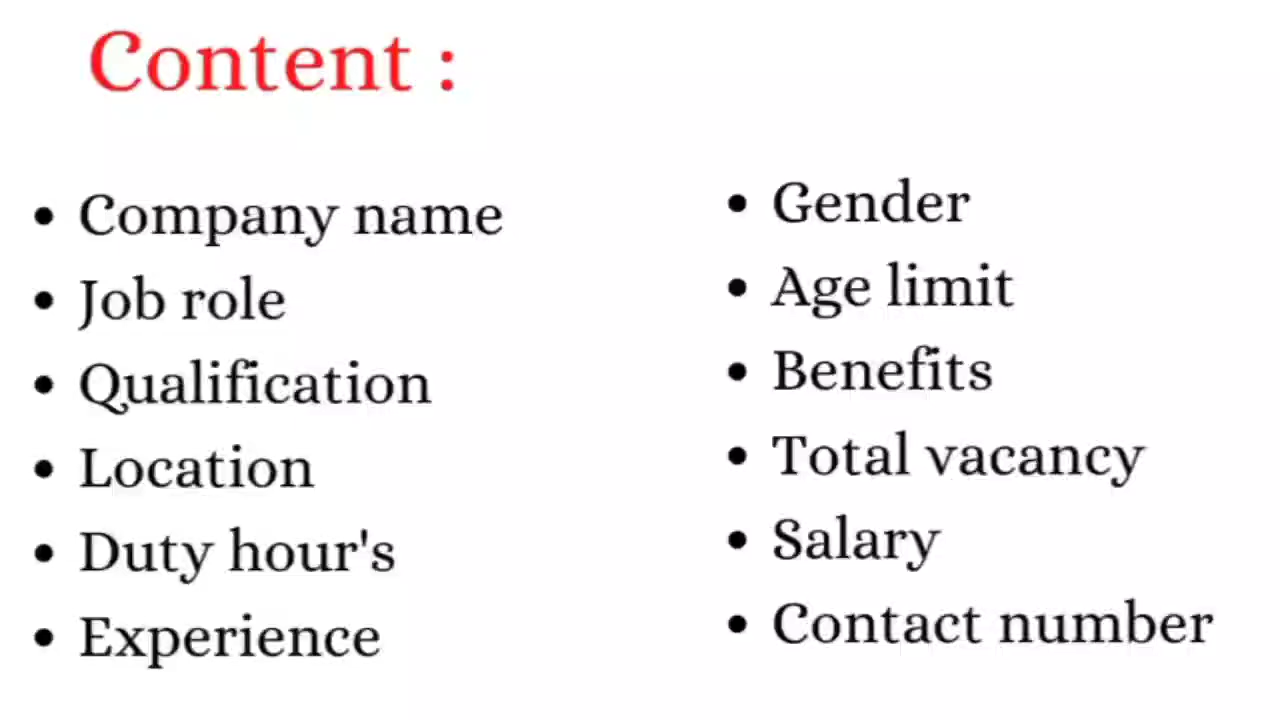 Content :
Company name
Job role
Qualification
Location
Duty hour's
Experience
Gender
Age limit
Benefits
Total vacancy
Salary
Contact number